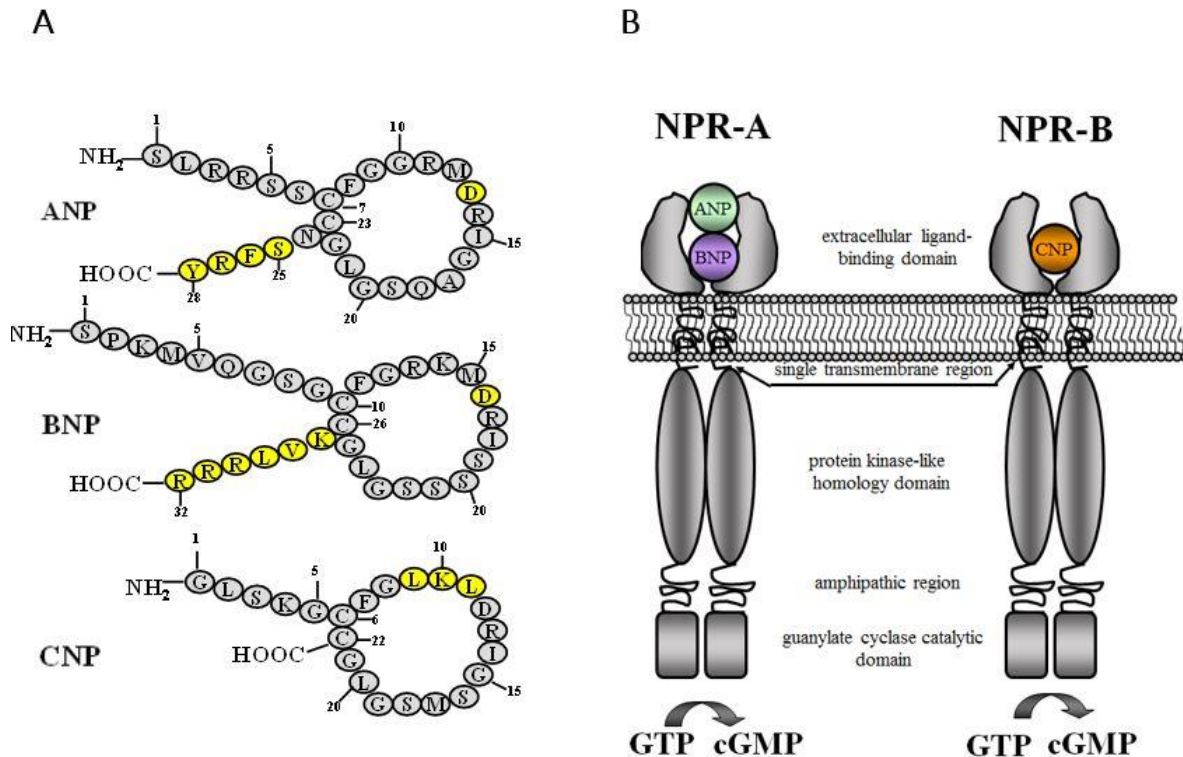 A
B
1
5
10
NH₂ S L R R S S C F G G R M D R I G A Q S G L G C N S F R Y HOOC
7
23
15
20
25
28
ANP
1
5
15
NH₂ S P K M V Q G S G C F G R K M D R I S S S S G L G C K V L R R R HOOC
10
26
20
32
BNP
1
5
10
NH₂ G L S K G C F G L K L D R I G S M S G L G C HOOC
6
22
15
20
CNP
NPR-A
NPR-B
ANP
BNP
CNP
extracellular ligand-
binding domain
single transmembrane region
protein kinase-like
homology domain
amphipathic region
guanylate cyclase catalytic
domain
GTP cGMP
GTP cGMP